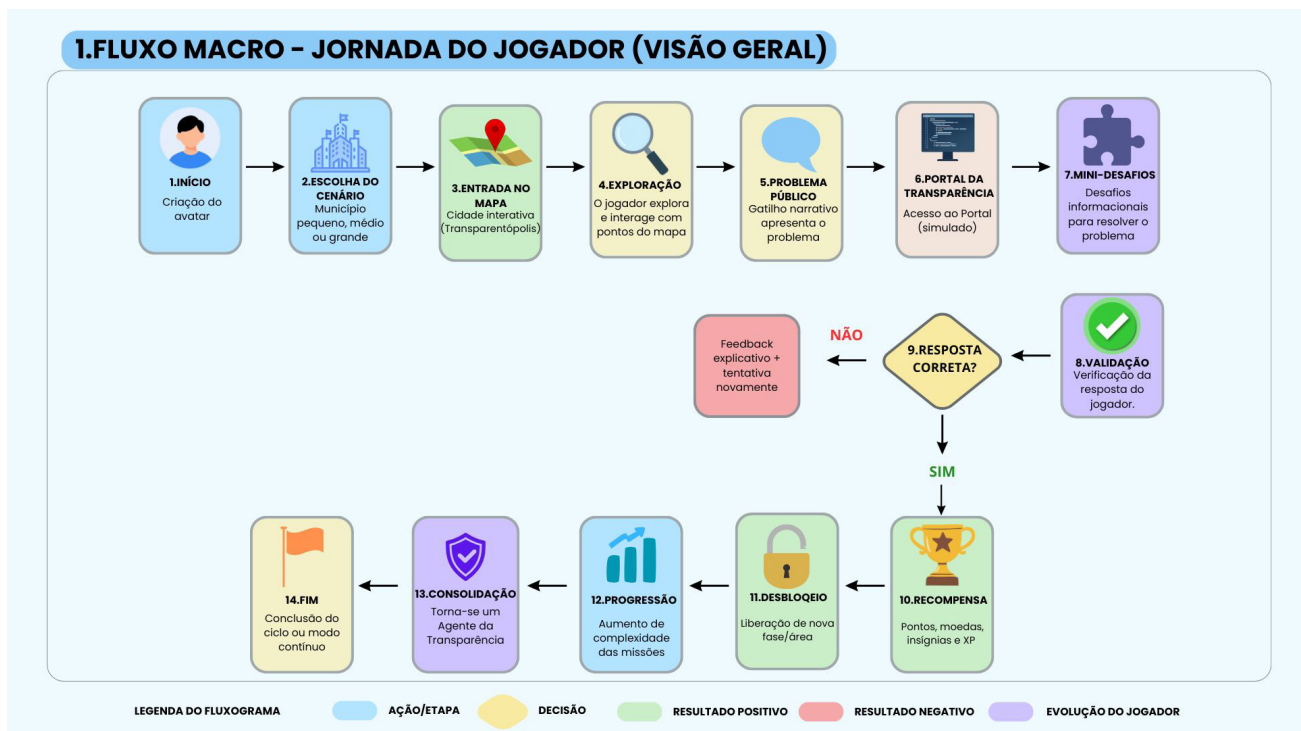 1.FLUXO MACRO - JORNADA DO JOGADOR (VISÃO GERAL)
1.INÍCIO
Criação do
avatar
2.ESCOLHA DO
CENÁRIO
Município
pequeno, médio
ou grande
3.ENTRADA NO
MAPA
Cidade interativa
(Transparentópolis)
4.EXPLORAÇÃO
O jogador explora
e interage com
pontos do mapa
5.PROBLEMA
PÚBLICO
Gatilho narrativo
apresenta o
problema
6.PORTAL DA
TRANSPARÊNCIA
Acesso ao Portal
(simulado)
7.MINI-DESAFIOS
Desafios
informacionais
para resolver o
problema
8.VALIDAÇÃO
Verificação da
resposta do
jogador.
9.RESPOSTA
CORRETA?
NÃO
Feedback
explicativo +
tentativa
novamente
SIM
10.RECOMPENSA
Pontos, moedas,
insígnias e XP
11.DESBLOQEIO
Liberação de nova
fase/área
12.PROGRESSÃO
Aumento de
complexidade
das missões
13.CONSOLIDAÇÃO
Torna-se um
Agente da
Transparência
14.FIM
Conclusão do
ciclo ou modo
contínuo
LEGENDA DO FLUXOGRAMA
AÇÃO/ETAPA
DECISÃO
RESULTADO POSITIVO
RESULTADO NEGATIVO
EVOLUÇÃO DO JOGADOR